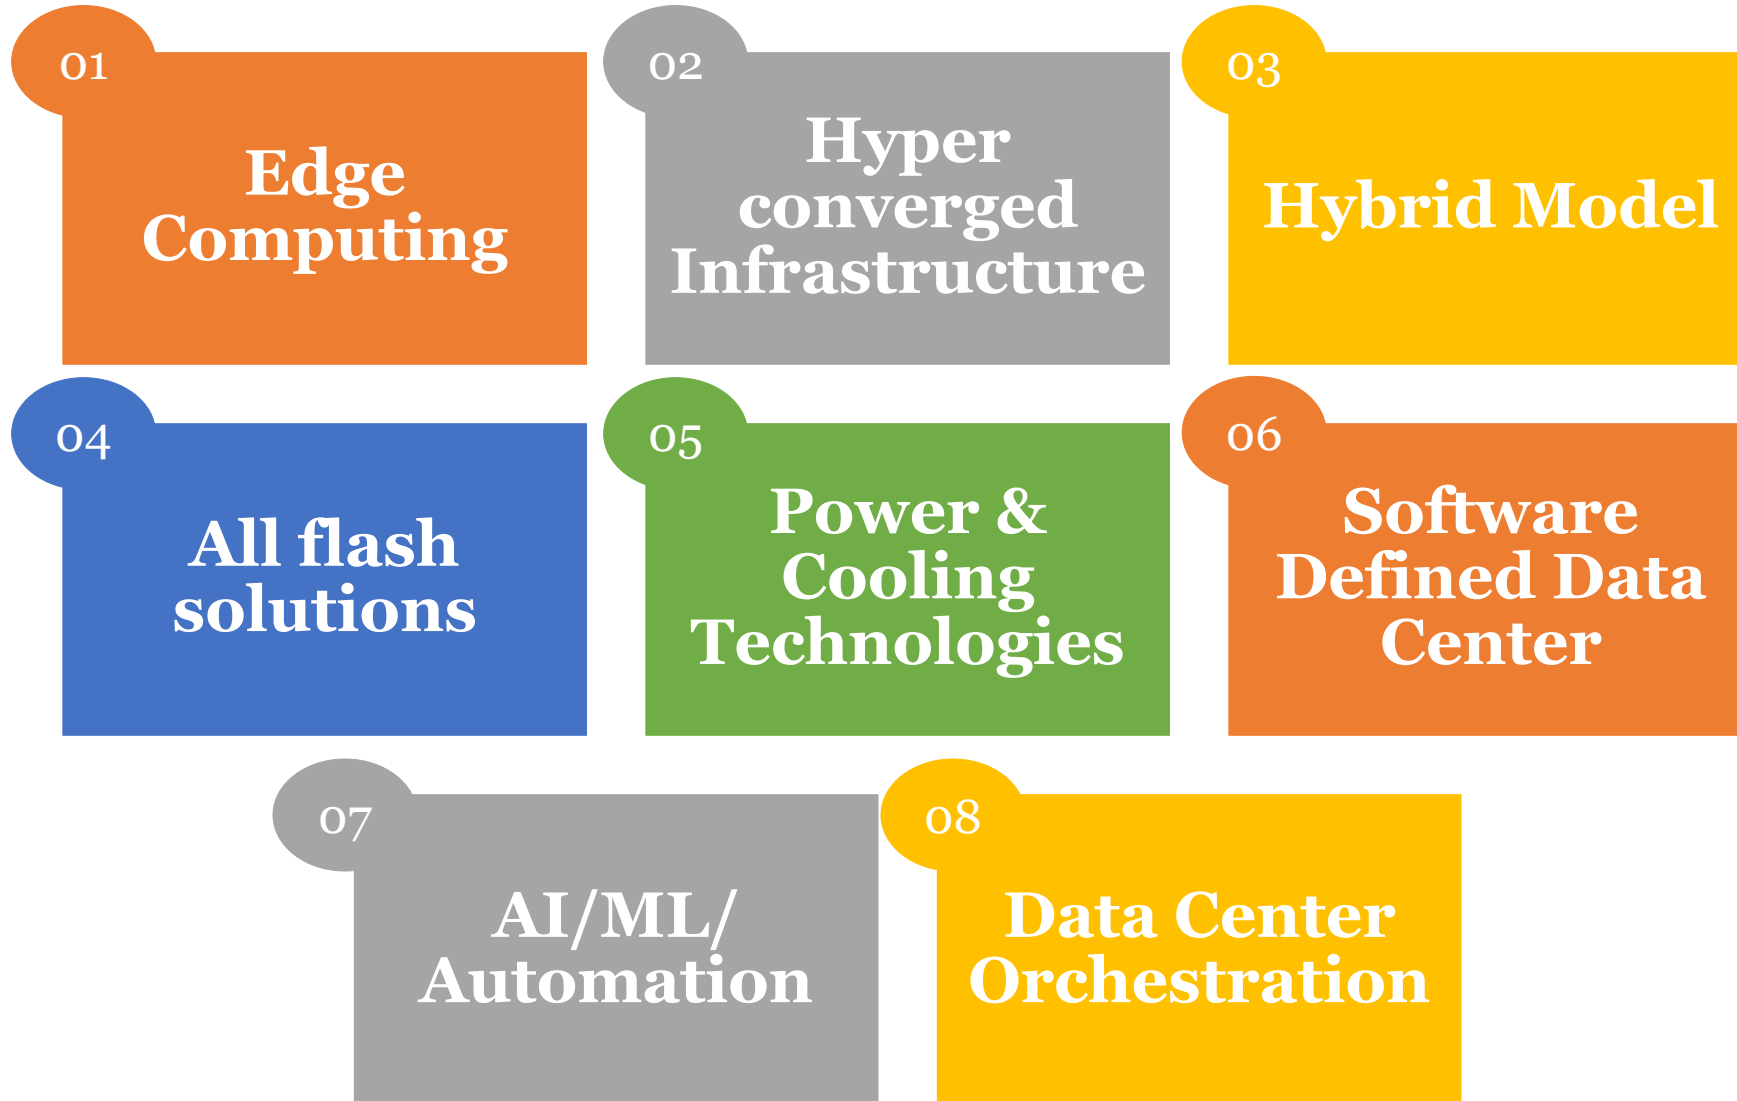 01
Edge
Computing
02
Hyper
converged
Infrastructure
03
Hybrid Model
04
All flash
solutions
05
Power &
Cooling
Technologies
06
Software
Defined Data
Center
07
AI/ML/
Automation
08
Data Center
Orchestration